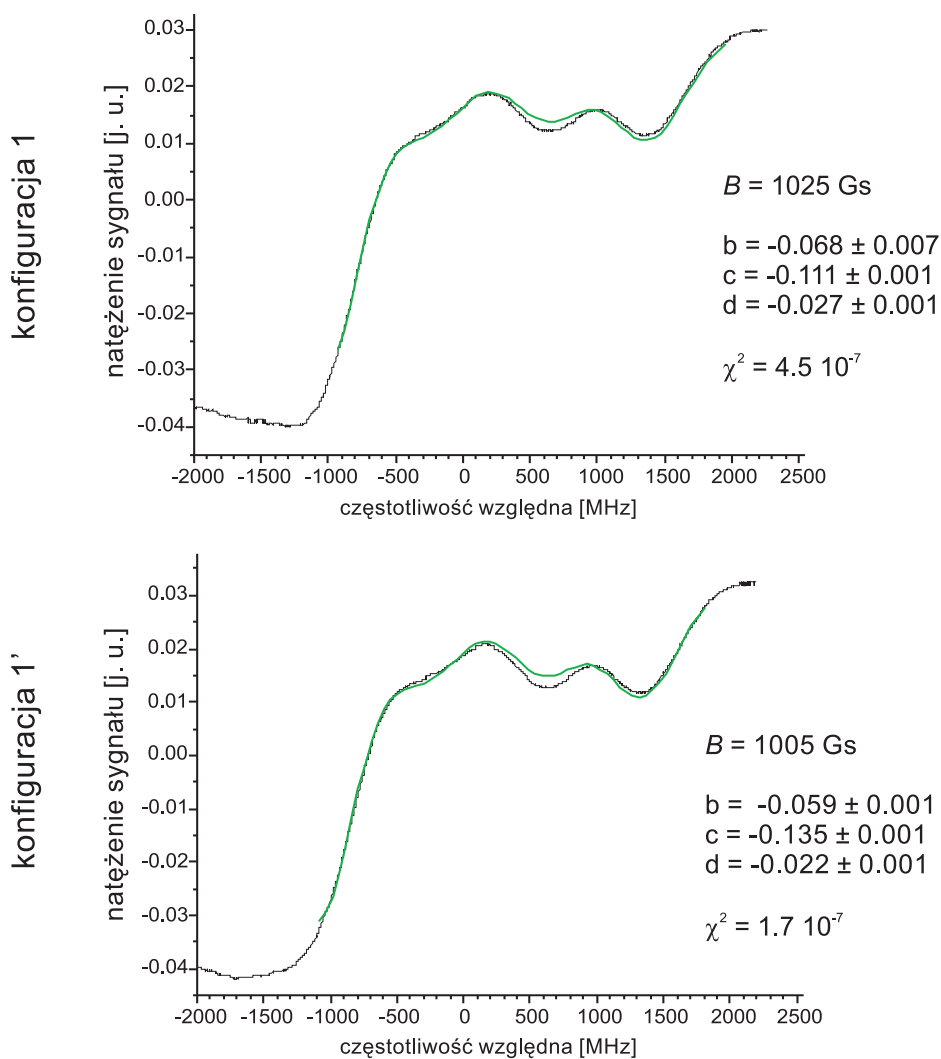 konfiguracja 1
natężenie sygnału [j. u.]
0.03
0.02
0.01
0.00
-0.01
-0.02
-0.03
-0.04
-2000 -1500 -1000 -500 0 500 1000 1500 2000 2500
częstotliwość względna [MHz]
B = 1025 Gs
b = -0.068 ± 0.007
c = -0.111 ± 0.001
d = -0.027 ± 0.001
χ² = 4.5 10⁻⁷
konfiguracja 1’
natężenie sygnału [j. u.]
0.03
0.02
0.01
0.00
-0.01
-0.02
-0.03
-0.04
-2000 -1500 -1000 -500 0 500 1000 1500 2000 2500
częstotliwość względna [MHz]
B = 1005 Gs
b = -0.059 ± 0.001
c = -0.135 ± 0.001
d = -0.022 ± 0.001
χ² = 1.7 10⁻⁷